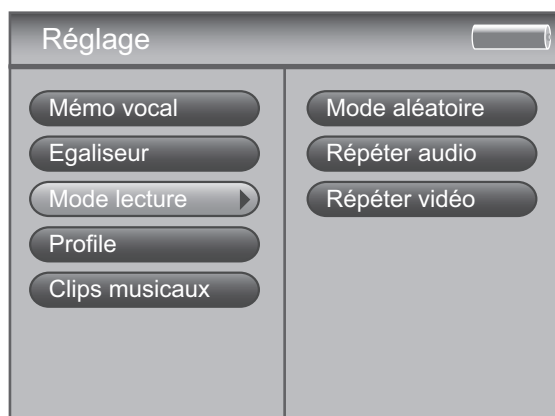 Réglage
Mémo vocal
Egaliseur
Mode lecture
Profile
Clips musicaux
Mode aléatoire
Répéter audio
Répéter vidéo